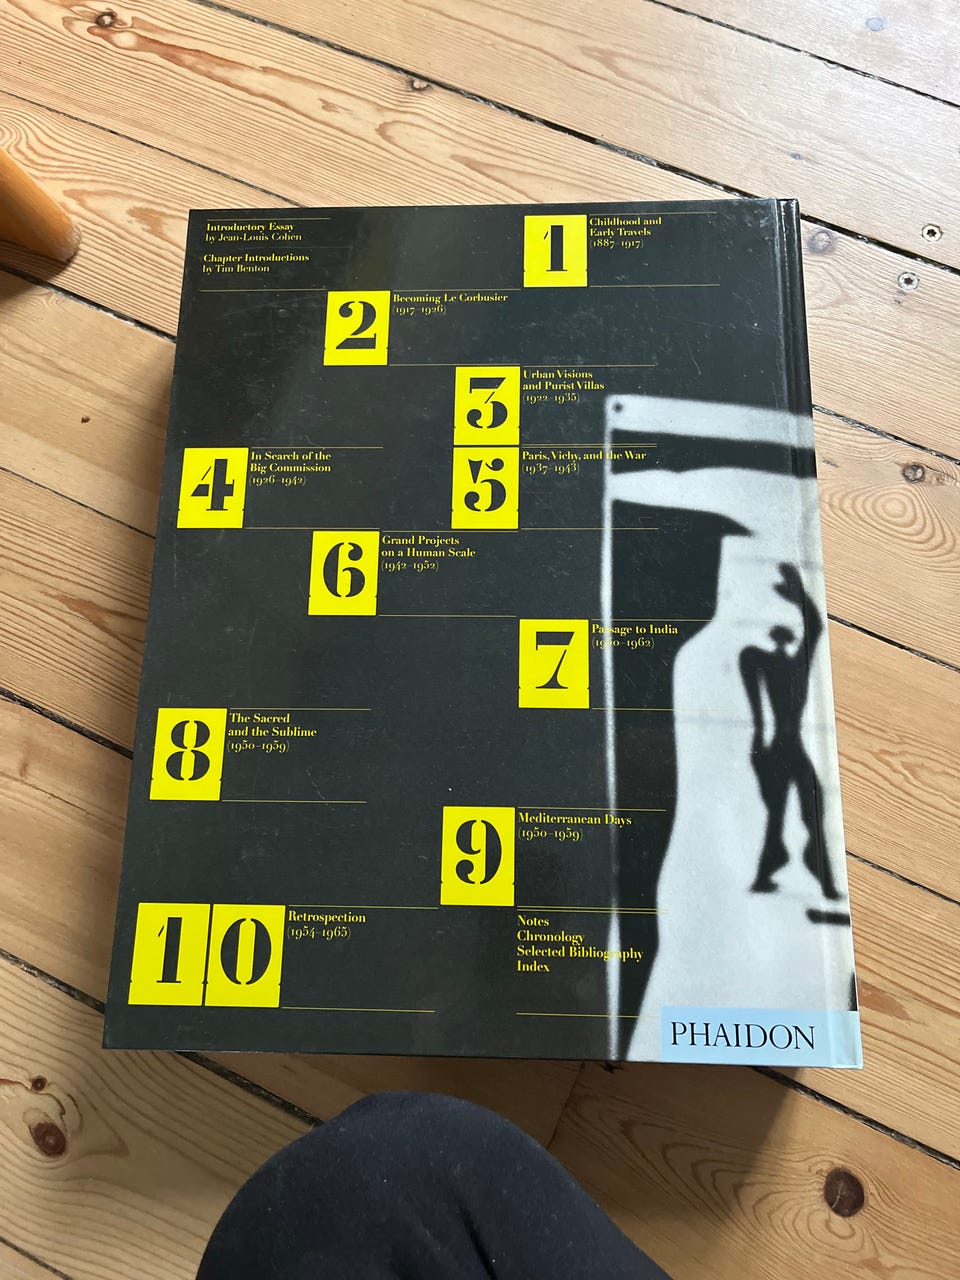 Introductory Essay
by Jean-Louis Cohen
Chapter Introductions
by Tim Benton
1
Childhood and
Early Travels
(1887–1917)
2
Becoming Le Corbusier
(1917–1926)
3
Urban Visions
and Purist Villas
(1922–1935)
4
In Search of the
Big Commission
(1926–1942)
5
Paris, Vichy, and the War
(1937–1943)
6
Grand Projects
on a Human Scale
(1942–1952)
7
Passage to India
(1950–1962)
8
The Sacred
and the Sublime
(1950–1959)
9
Mediterranean Days
(1950–1959)
10
Retrospection
(1954–1965)
Notes
Chronology
Selected Bibliography
Index
PHAIDON